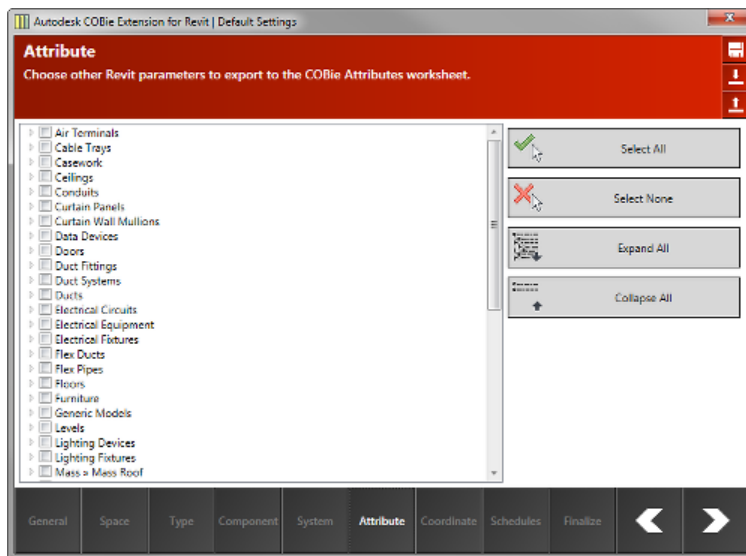 Autodesk COBie Extension for Revit | Default Settings
Attribute
Choose other Revit parameters to export to the COBie Attributes worksheet.
Air Terminals
Cable Trays
Casework
Ceilings
Conduits
Curtain Panels
Curtain Wall Mullions
Data Devices
Doors
Duct Fittings
Duct Systems
Ducts
Electrical Circuits
Electrical Equipment
Electrical Fixtures
Flex Ducts
Flex Pipes
Floors
Furniture
Generic Models
Levels
Lighting Devices
Lighting Fixtures
Mass » Mass Roof
Select All
Select None
Expand All
Collapse All
General Space Type Component System Attribute Coordinate Schedules Finalize